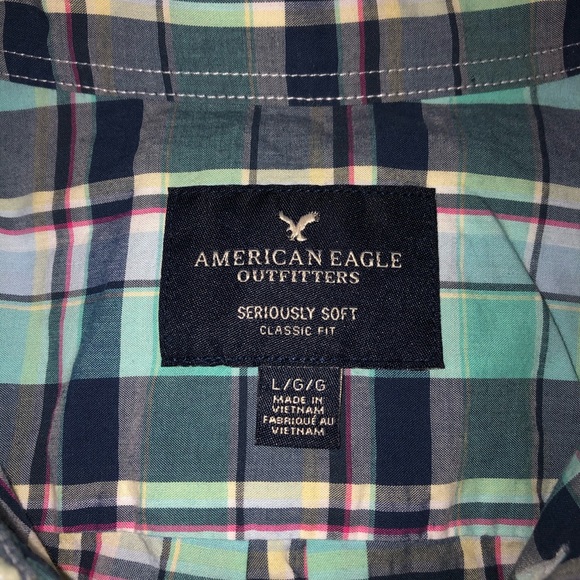 AMERICAN EAGLE
OUTFITTERS
SERIOUSLY SOFT
CLASSIC FIT
L/G/G
MADE IN
VIETNAM
FABRIQUÉ AU
VIETNAM